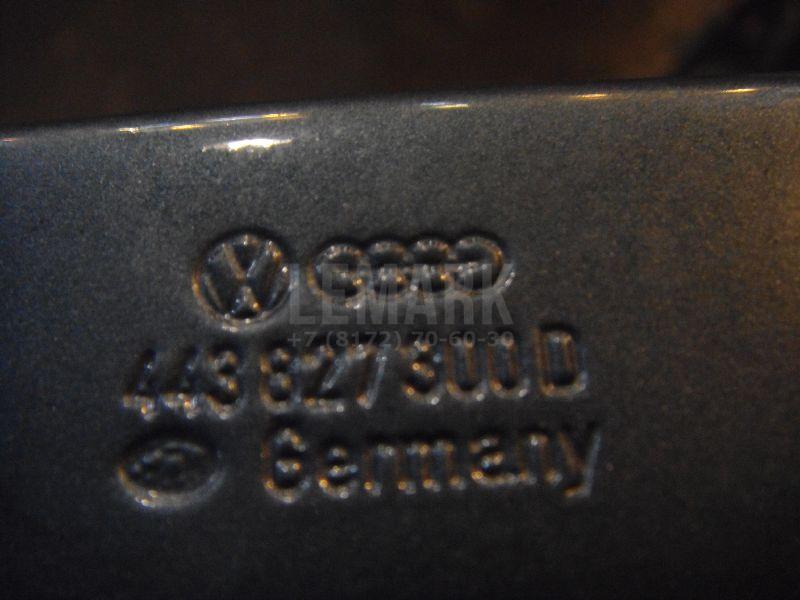 LEMARK
+7 (8172) 70-60-30
443 827 300 D
Germany